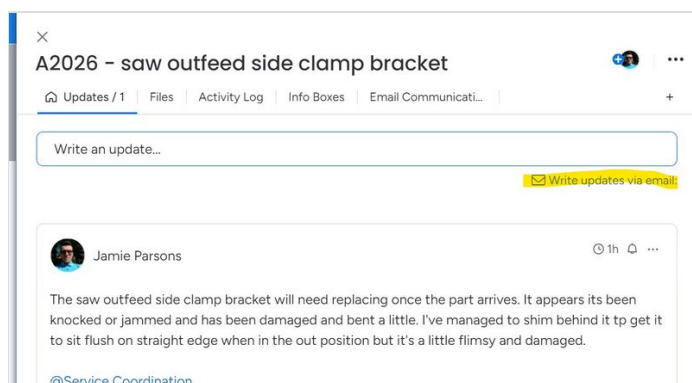 A2026 - saw outfeed side clamp bracket
Updates / 1 Files Activity Log Info Boxes Email Communicati...
Write an update...
Write updates via email:
Jamie Parsons
1h
The saw outfeed side clamp bracket will need replacing once the part arrives. It appears its been
knocked or jammed and has been damaged and bent a little. I've managed to shim behind it tp get it
to sit flush on straight edge when in the out position but it's a little flimsy and damaged.
@Service Coordination